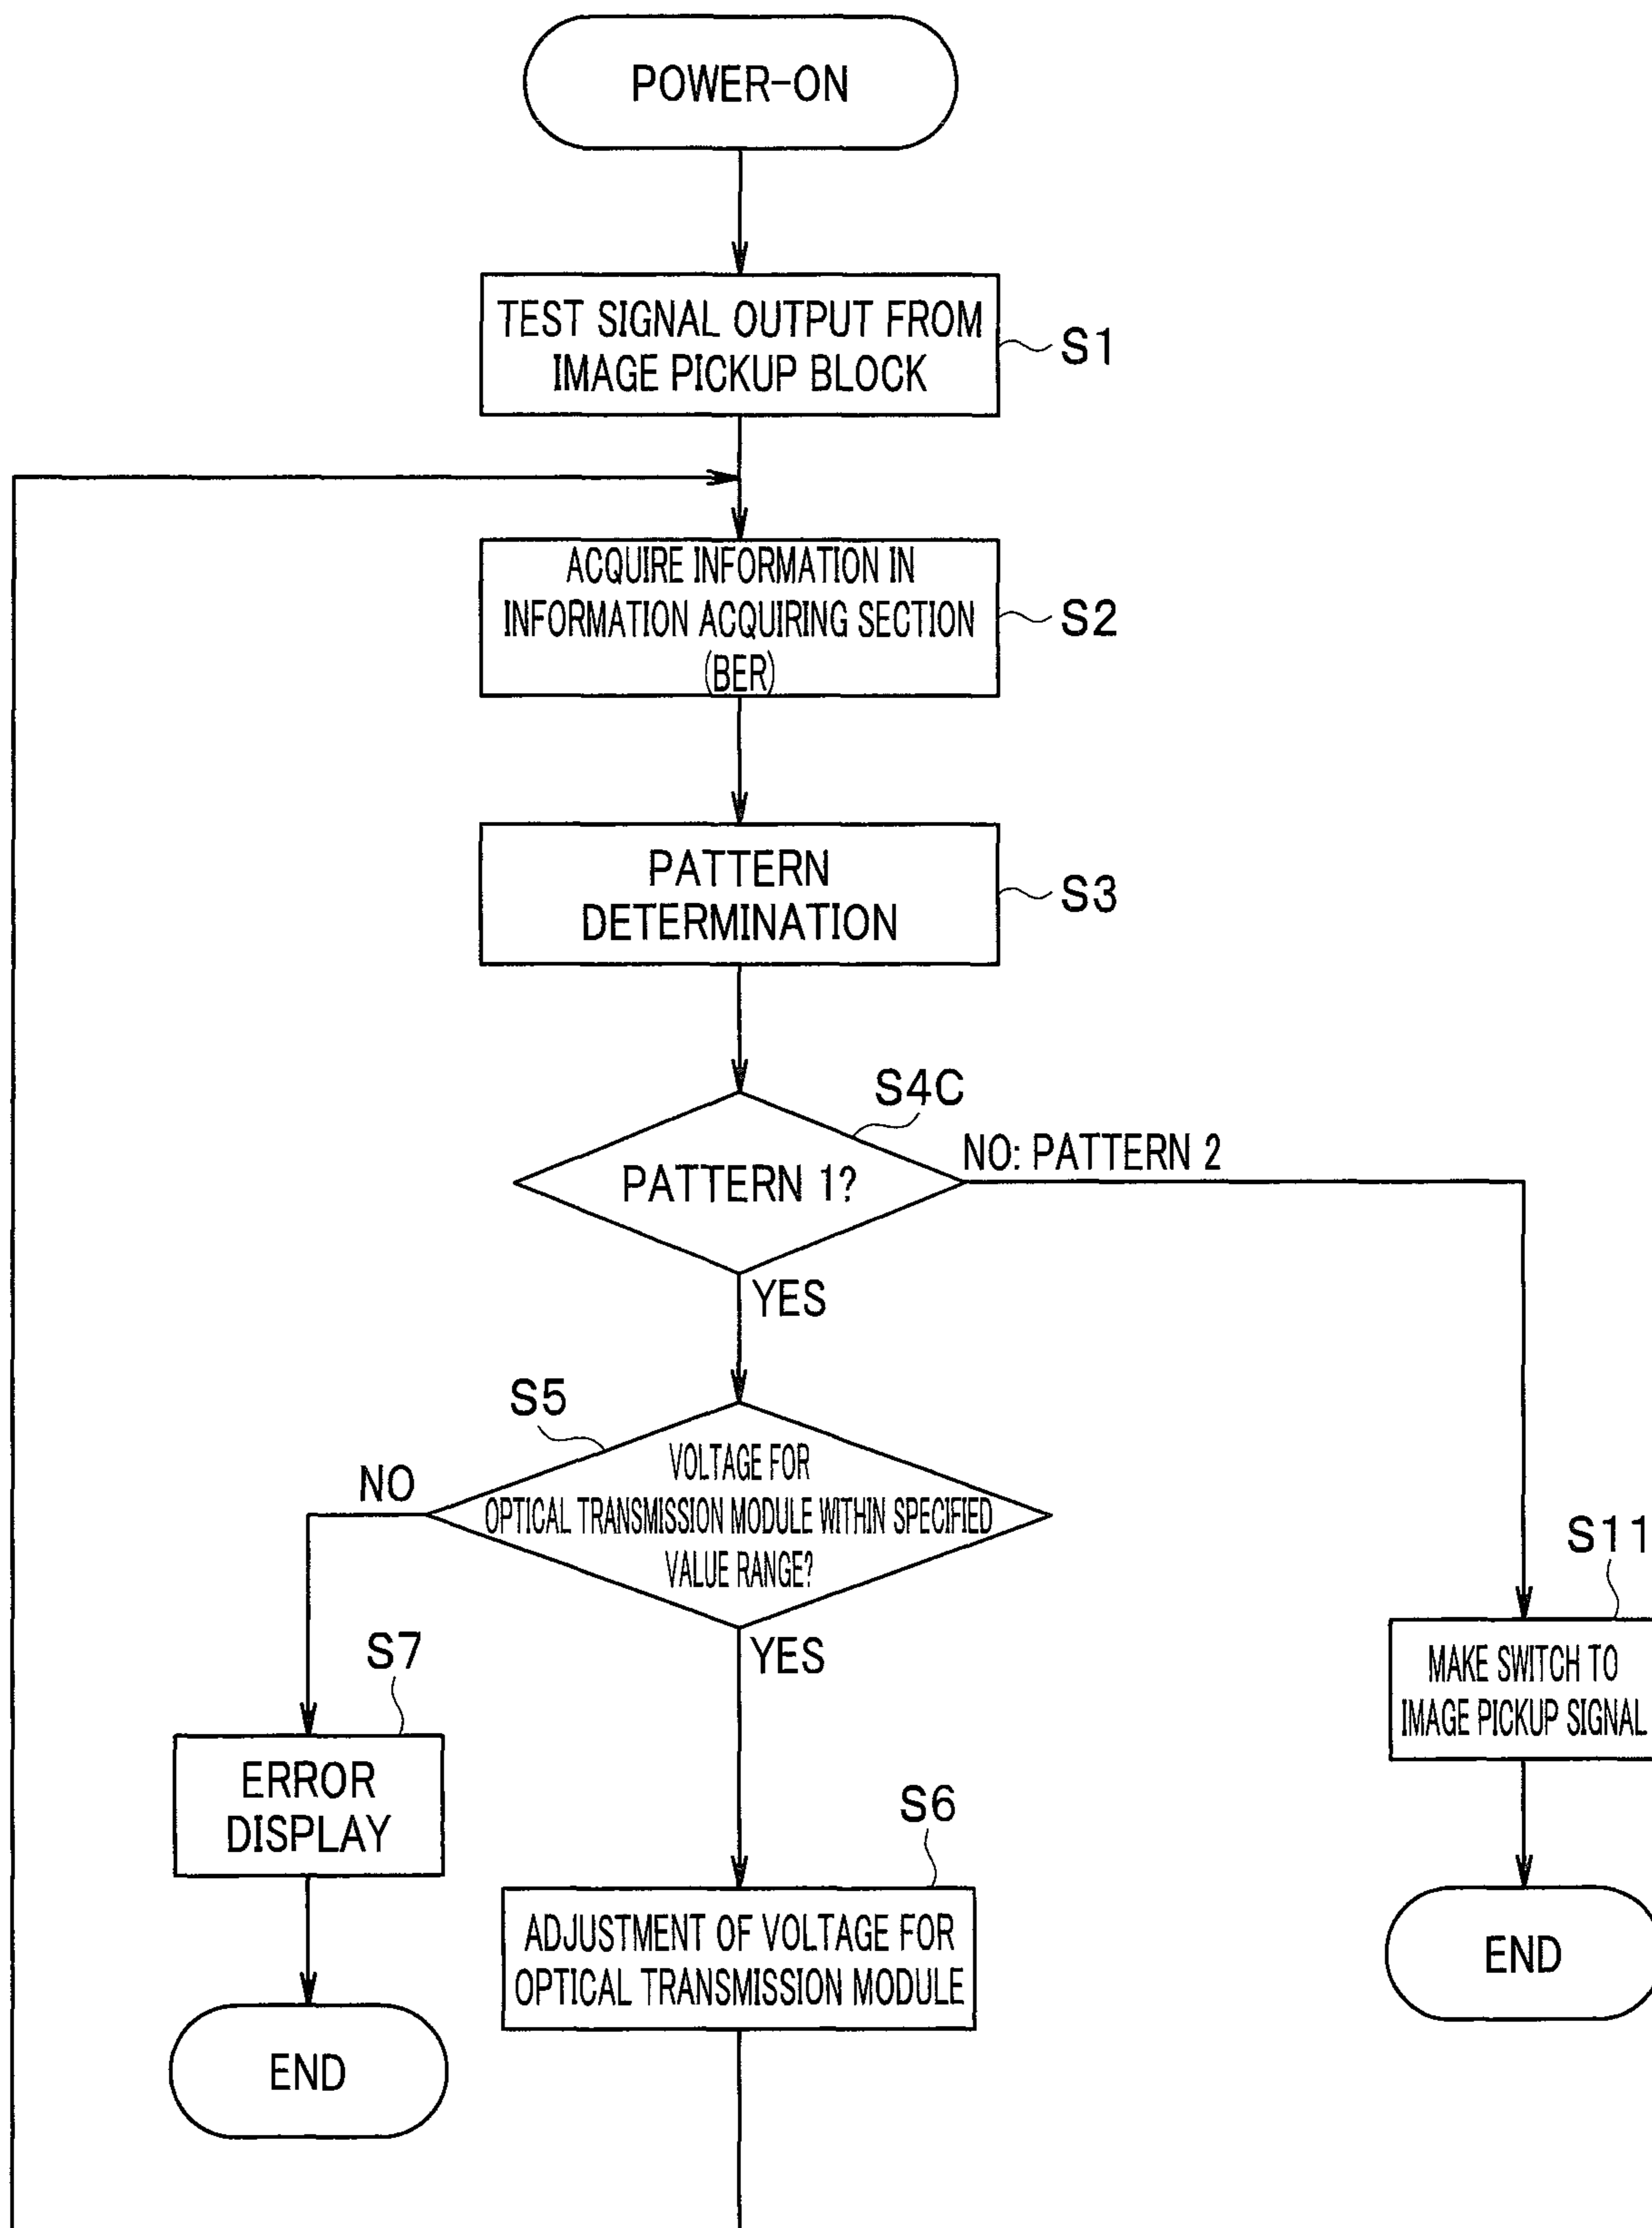 POWER-ON
TEST SIGNAL OUTPUT FROM
IMAGE PICKUP BLOCK
S1
ACQUIRE INFORMATION IN
INFORMATION ACQUIRING SECTION
(BER)
S2
PATTERN
DETERMINATION
S3
S4C
PATTERN 1?
NO: PATTERN 2
YES
S5
VOLTAGE FOR
OPTICAL TRANSMISSION MODULE WITHIN SPECIFIED
VALUE RANGE?
NO
YES
S11
MAKE SWITCH TO
IMAGE PICKUP SIGNAL
S7
ERROR
DISPLAY
S6
ADJUSTMENT OF VOLTAGE FOR
OPTICAL TRANSMISSION MODULE
END
END